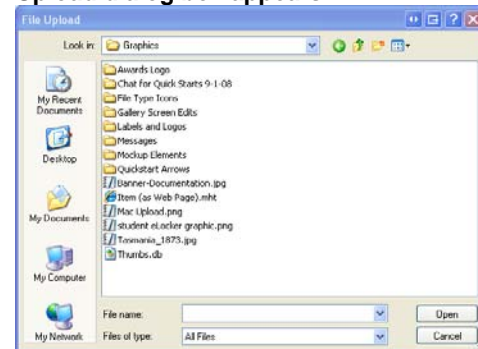 File Upload
Look in: Graphics
My Recent Documents
Desktop
My Documents
My Computer
My Network
Awards Logo
Chat for Quick Starts 9-1-08
File Type Icons
Gallery Screen Edits
Labels and Logos
Messages
Mockup Elements
Quickstart Arrows
Banner-Documentation.jpg
Item (as Web Page).mht
Mac Upload.png
student eLocker graphic.png
Tasmania_1873.jpg
Thumbs.db
File name:
Open
Files of type: All Files
Cancel